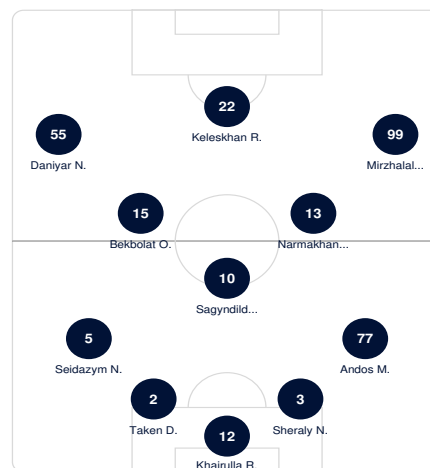 22
Keleskhan R.
55
Daniyar N.
99
Mirzhalal...
15
Bekbolat O.
13
Narmakhan...
10
Sagyndild...
5
Seidazym N.
77
Andos M.
2
Taken D.
3
Sheraly N.
12
Khairulla R.